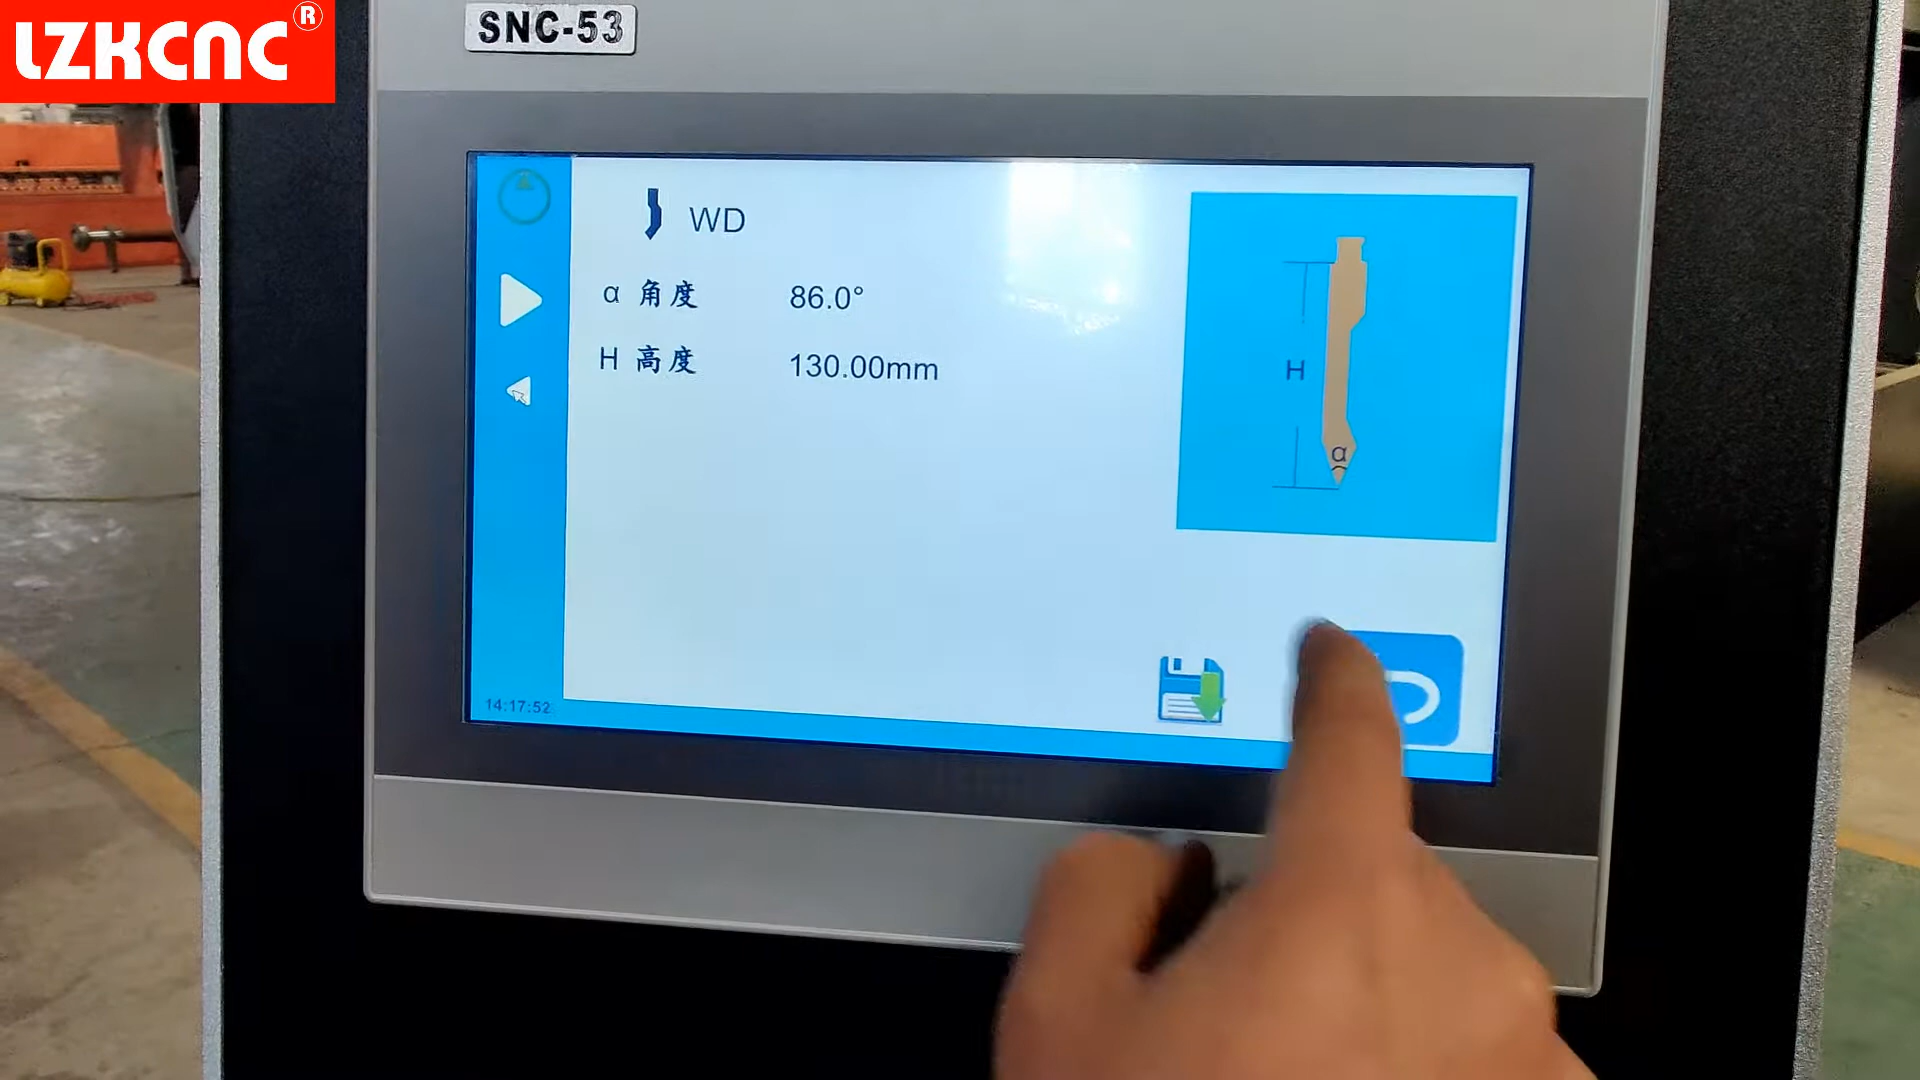 LZKCNC®
SNC-53
WD
α 角度 86.0°
H 高度 130.00mm
H
α
14:17:52